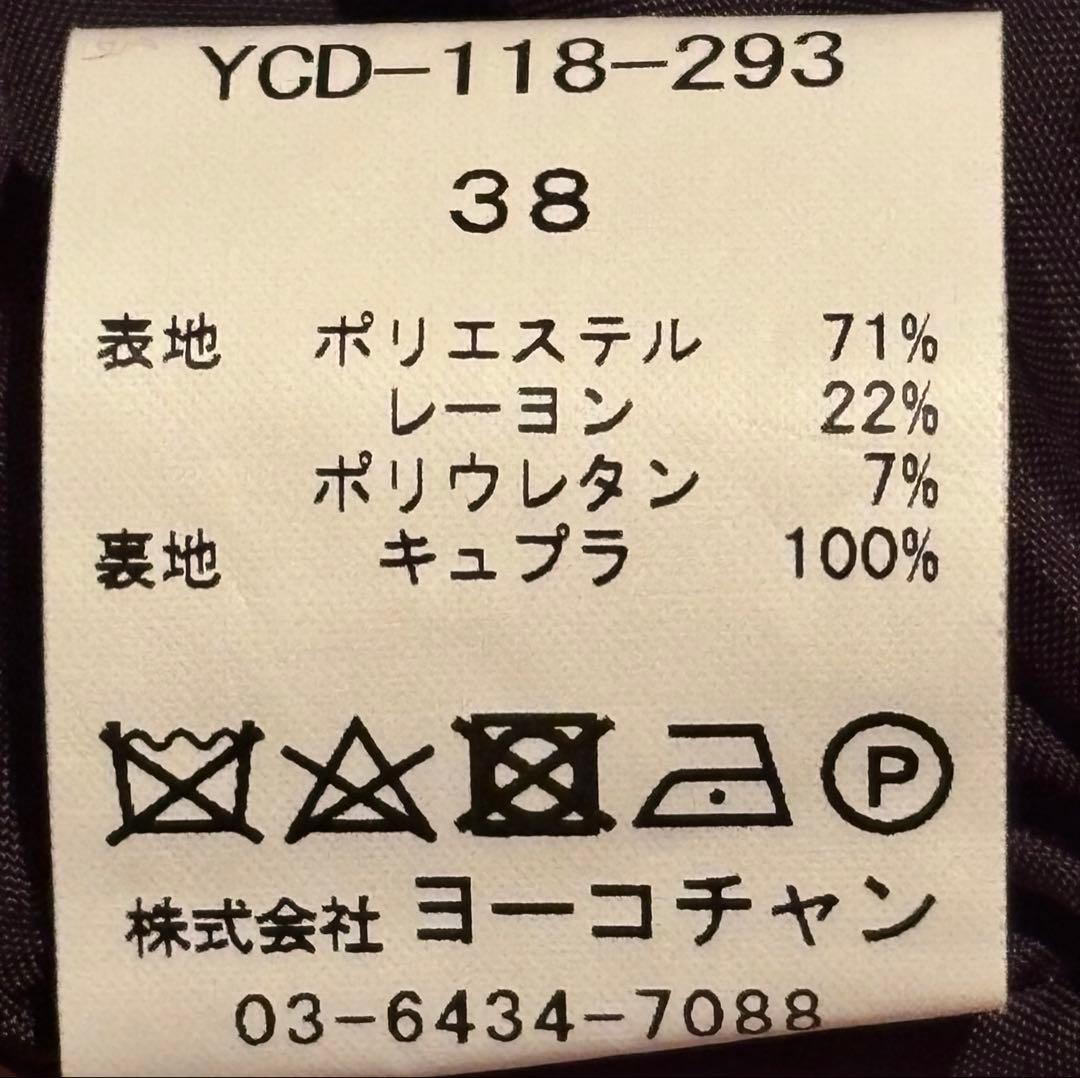 YCD-118-293
38
表地 ポリエステル 71%
レーヨン 22%
ポリウレタン 7%
裏地 キュプラ 100%
P
株式会社 ヨーコチャン
03-6434-7088